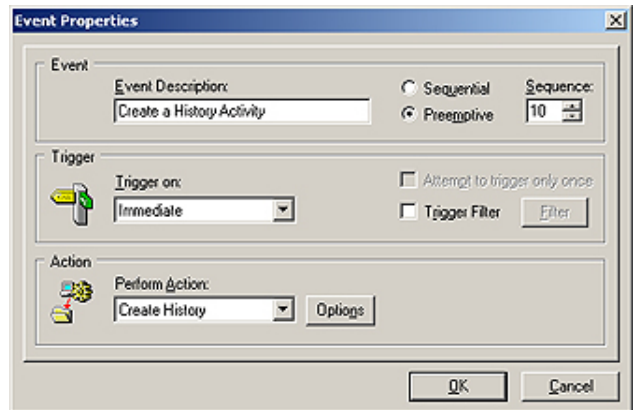 Event Properties
Event
Event Description:
Create a History Activity
Sequential
Preemptive
Sequence:
10
Trigger
Trigger on:
Immediate
Attempt to trigger only once
Trigger Filter
Filter
Action
Perform Action:
Create History
Options
OK
Cancel